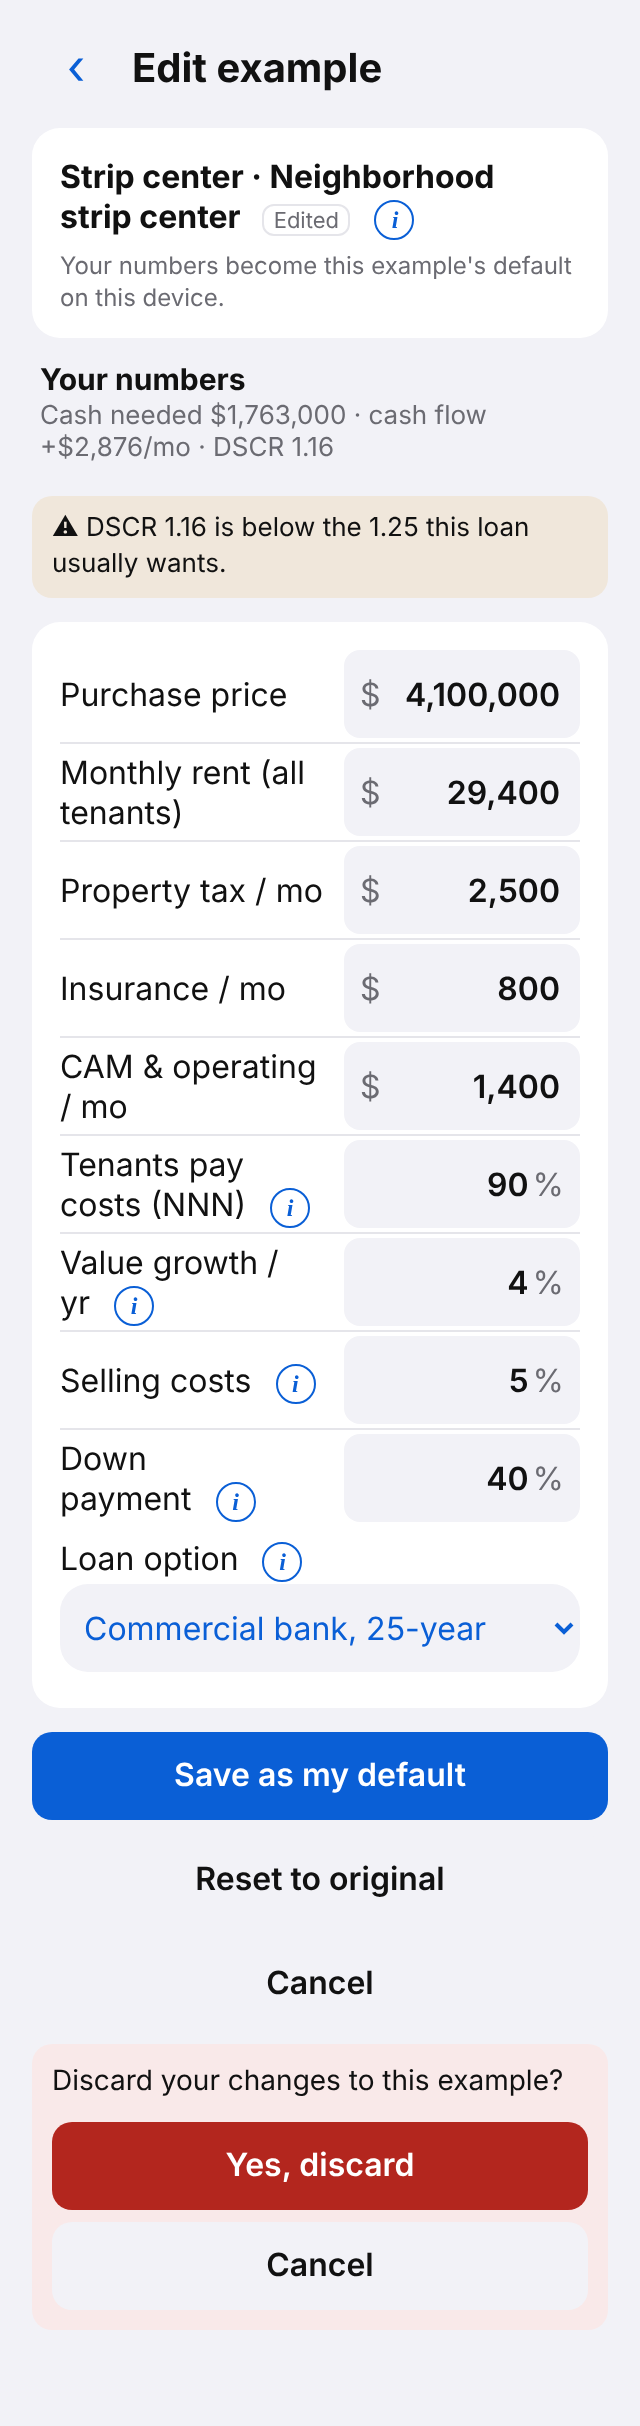 ‹ Edit example
Strip center · Neighborhood
strip center Edited i
Your numbers become this example's default
on this device.
Your numbers
Cash needed $1,763,000 · cash flow
+$2,876/mo · DSCR 1.16
⚠ DSCR 1.16 is below the 1.25 this loan
usually wants.
Purchase price $ 4,100,000
Monthly rent (all
tenants) $ 29,400
Property tax / mo $ 2,500
Insurance / mo $ 800
CAM & operating
/ mo $ 1,400
Tenants pay
costs (NNN) i 90 %
Value growth /
yr i 4 %
Selling costs i 5 %
Down
payment i 40 %
Loan option i
Commercial bank, 25-year
Save as my default
Reset to original
Cancel
Discard your changes to this example?
Yes, discard
Cancel